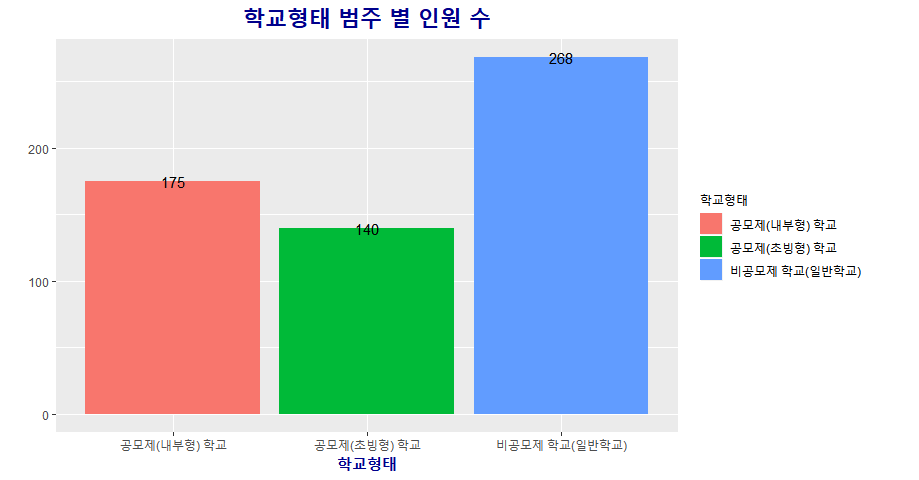 학교형태 범주 별 인원 수
268
200
175
140
100
0
공모제(내부형) 학교
공모제(초빙형) 학교
비공모제 학교(일반학교)
학교형태
학교형태
공모제(내부형) 학교
공모제(초빙형) 학교
비공모제 학교(일반학교)